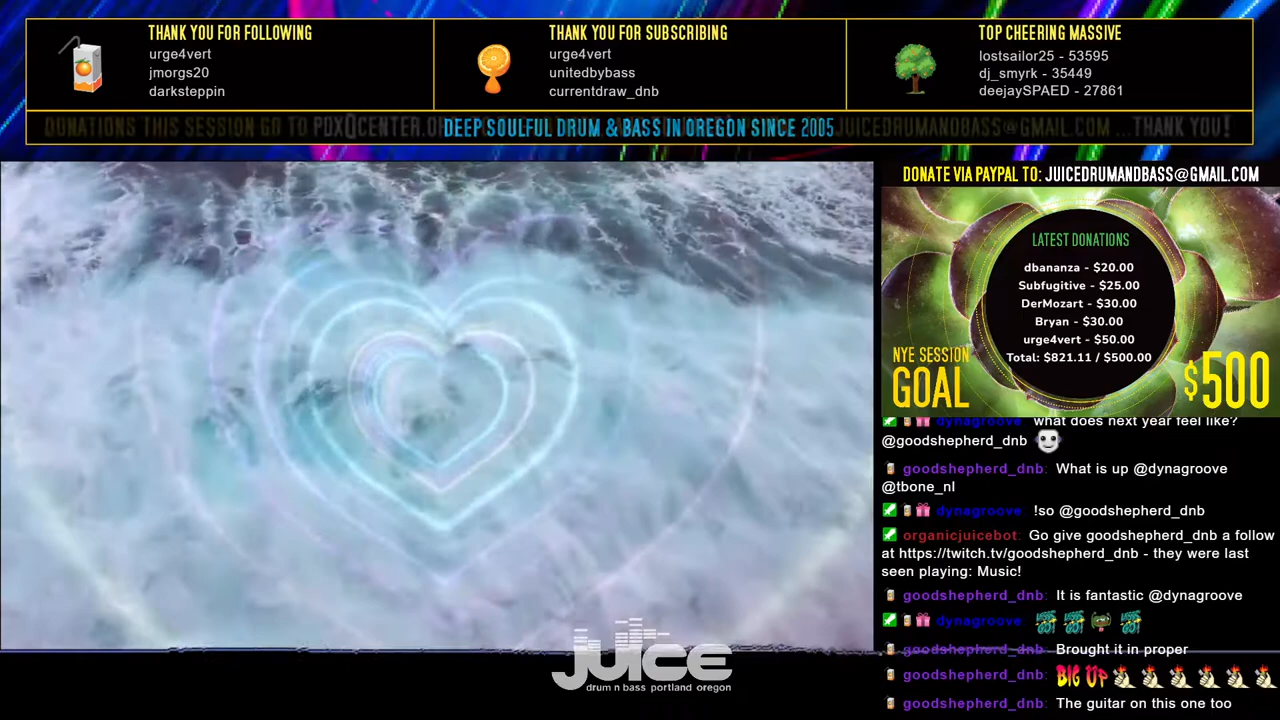 THANK YOU FOR FOLLOWING
urge4vert
jmorgs20
darksteppin
THANK YOU FOR SUBSCRIBING
urge4vert
unitedbybass
currentdraw_dnb
TOP CHEERING MASSIVE
lostsailor25 - 53595
dj_smyrk - 35449
deejaySPAED - 27861
DONATIONS THIS SESSION GO TO PDXQCENTER.O
DEEP SOULFUL DRUM & BASS IN OREGON SINCE 2005
JUICEDRUMANDBASS@GMAIL.COM ...THANK YOU!
DONATE VIA PAYPAL TO: JUICEDRUMANDBASS@GMAIL.COM
LATEST DONATIONS
dbananza - $20.00
Subfugitive - $25.00
DerMozart - $30.00
Bryan - $30.00
urge4vert - $50.00
Total: $821.11 / $500.00
NYE SESSION
GOAL
$500
dynagroove what does next year feel like?
@goodshepherd_dnb
goodshepherd_dnb: What is up @dynagroove
@tbone_nl
dynagroove !so @goodshepherd_dnb
organicjuicebot: Go give goodshepherd_dnb a follow
at https://twitch.tv/goodshepherd_dnb - they were last
seen playing: Music!
goodshepherd_dnb: It is fantastic @dynagroove
dynagroove
goodshepherd_dnb: Brought it in proper
goodshepherd_dnb: BIG UP
goodshepherd_dnb: The guitar on this one too
juice
drum n bass portland oregon